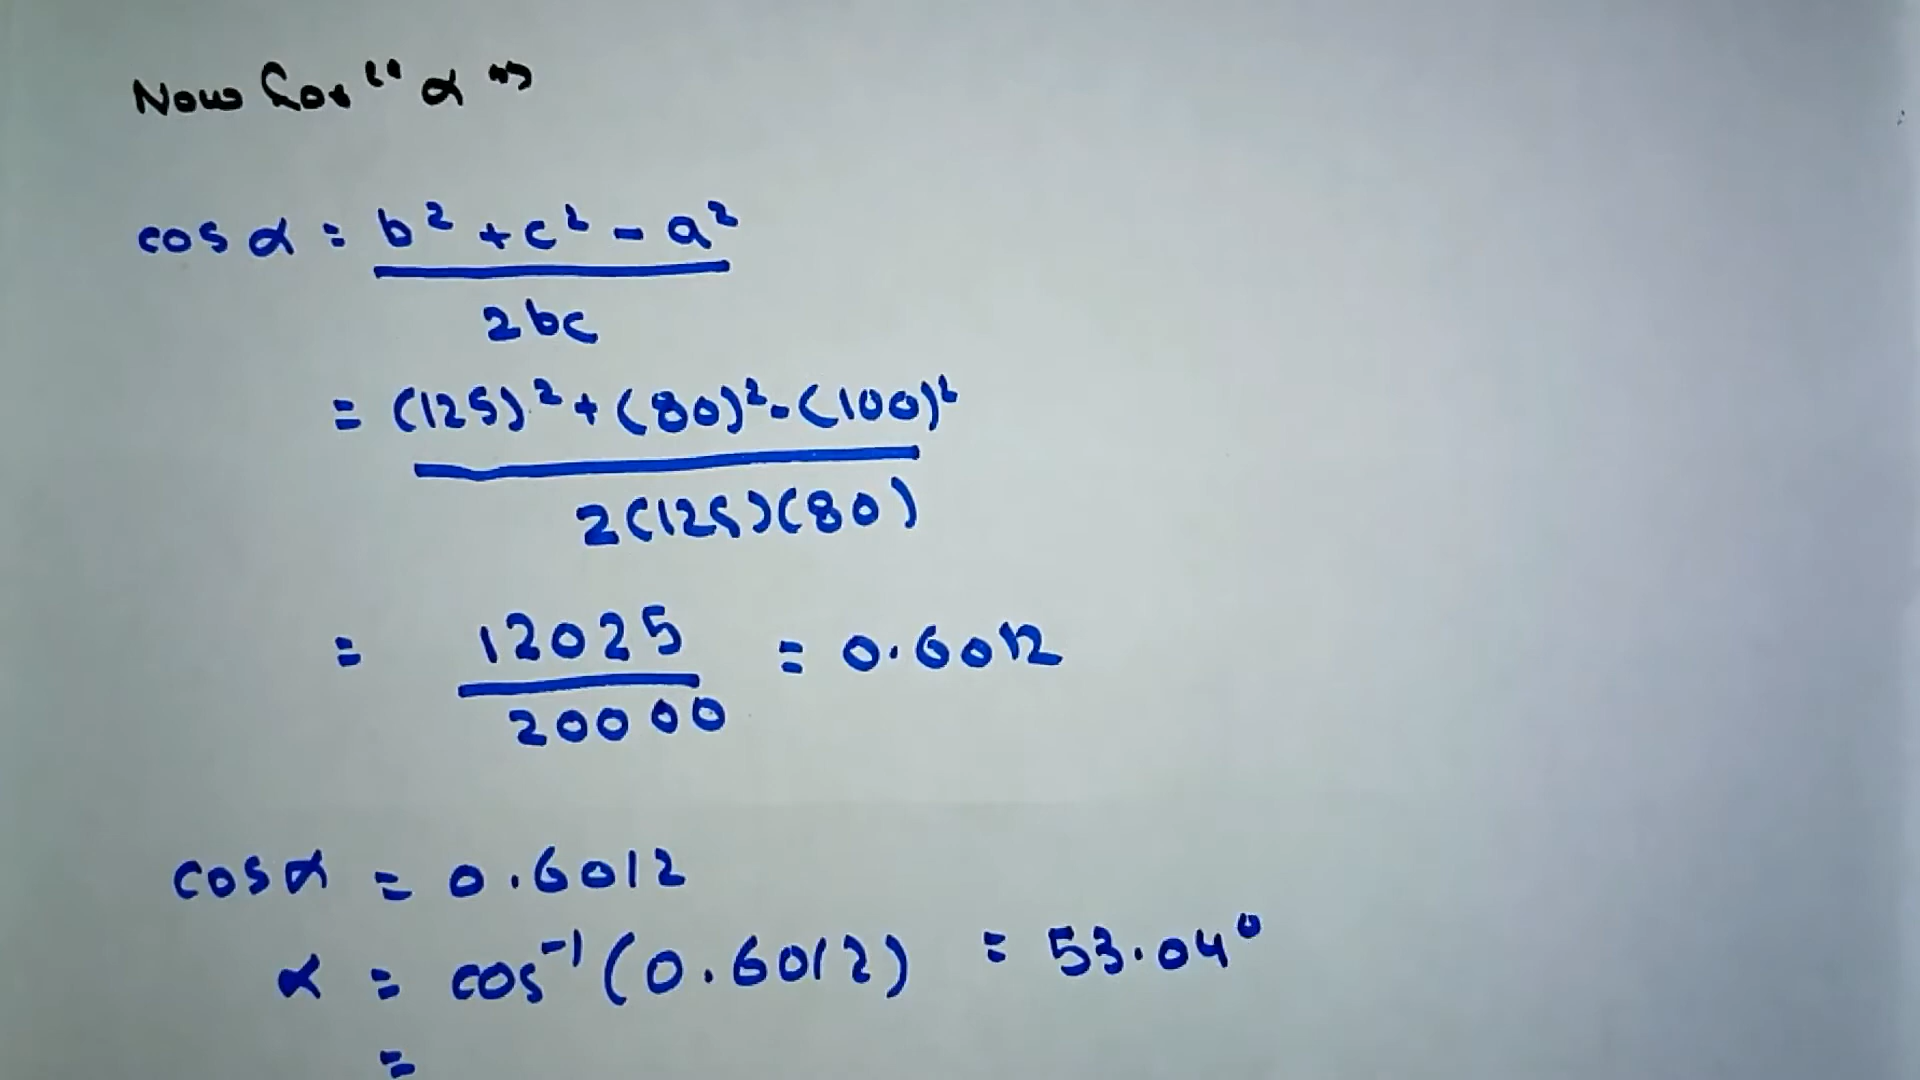 Now for "α"
cos α = b² + c² - a²
2bc
= (125)² + (80)² - (100)²
2(125)(80)
= 12025 = 0.6012
20000
cos α = 0.6012
α = cos⁻¹(0.6012) = 53.04°
=